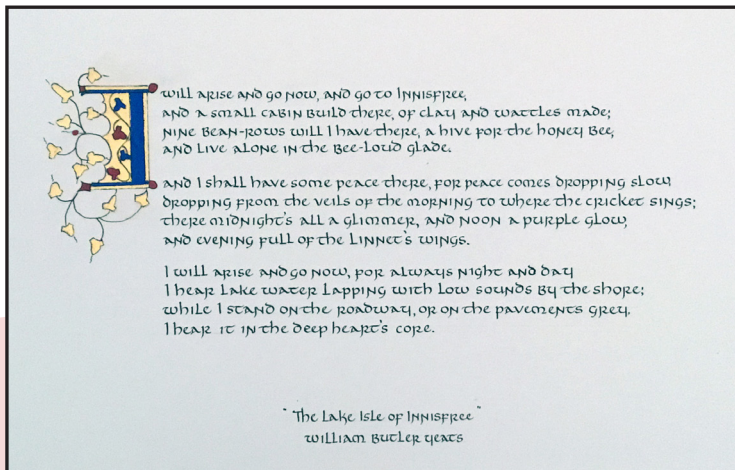 I will arise and go now, and go to Innisfree,
and a small cabin build there, of clay and wattles made;
nine bean-rows will I have there, a hive for the honey bee,
and live alone in the bee-loud glade.
and I shall have some peace there, for peace comes dropping slow,
dropping from the veils of the morning to where the cricket sings;
there midnight's all a glimmer, and noon a purple glow,
and evening full of the linnet's wings.
I will arise and go now, for always night and day
I hear lake water lapping with low sounds by the shore;
while I stand on the roadway, or on the pavements grey,
I hear it in the deep heart's core.
"The Lake Isle of Innisfree"
William Butler Yeats